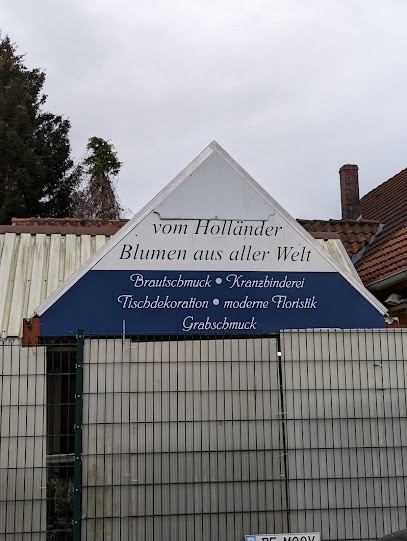 vom Holländer
Blumen aus aller Welt
Brautschmuck • Kranzbinderei
Tischdekoration • moderne Floristik
Grabschmuck